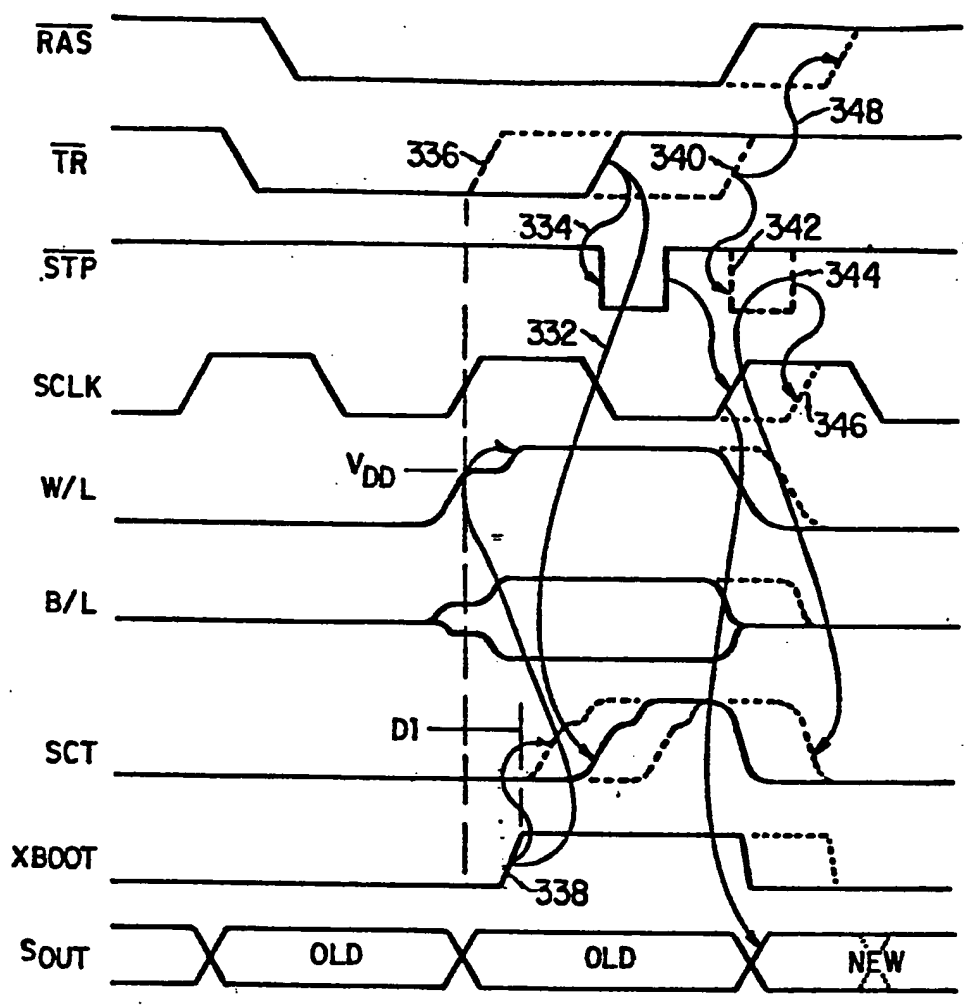 RAS
348
TR
336
340
334
342
STP
344
332
SCLK
346
VDD
W/L
B/L
D1
SCT
XBOOT
338
SOUT
OLD
OLD
NEW